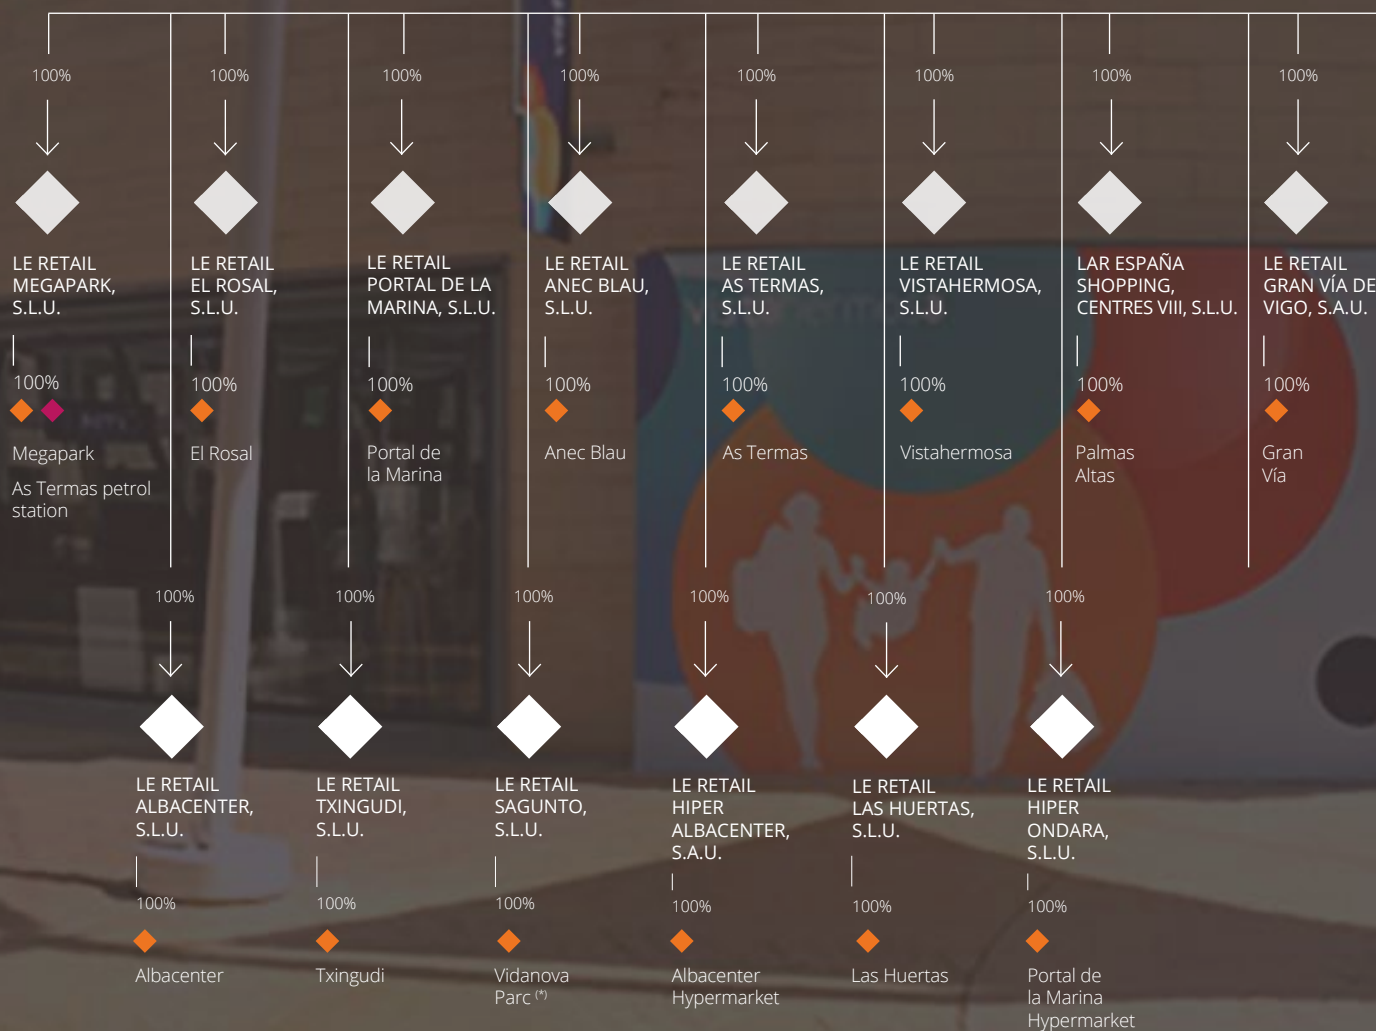 100%
100%
100%
100%
100%
100%
100%
100%
LE RETAIL
MEGAPARK,
S.L.U.
LE RETAIL
EL ROSAL,
S.L.U.
LE RETAIL
PORTAL DE LA
MARINA, S.L.U.
LE RETAIL
ANEC BLAU,
S.L.U.
LE RETAIL
AS TERMAS,
S.L.U.
LE RETAIL
VISTAHERMOSA,
S.L.U.
LAR ESPAÑA
SHOPPING,
CENTRES VIII, S.L.U.
LE RETAIL
GRAN VÍA DE
VIGO, S.A.U.
100%
100%
100%
100%
100%
100%
100%
100%
Megapark
As Termas petrol
station
El Rosal
Portal de
la Marina
Anec Blau
As Termas
Vistahermosa
Palmas
Altas
Gran
Vía
100%
100%
100%
100%
100%
100%
LE RETAIL
ALBACENTER,
S.L.U.
LE RETAIL
TXINGUDI,
S.L.U.
LE RETAIL
SAGUNTO,
S.L.U.
LE RETAIL
HIPER
ALBACENTER,
S.A.U.
LE RETAIL
LAS HUERTAS,
S.L.U.
LE RETAIL
HIPER
ONDARA,
S.L.U.
100%
100%
100%
100%
100%
100%
Albacenter
Txingudi
Vidanova
Parc (*)
Albacenter
Hypermarket
Las Huertas
Portal de
la Marina
Hypermarket